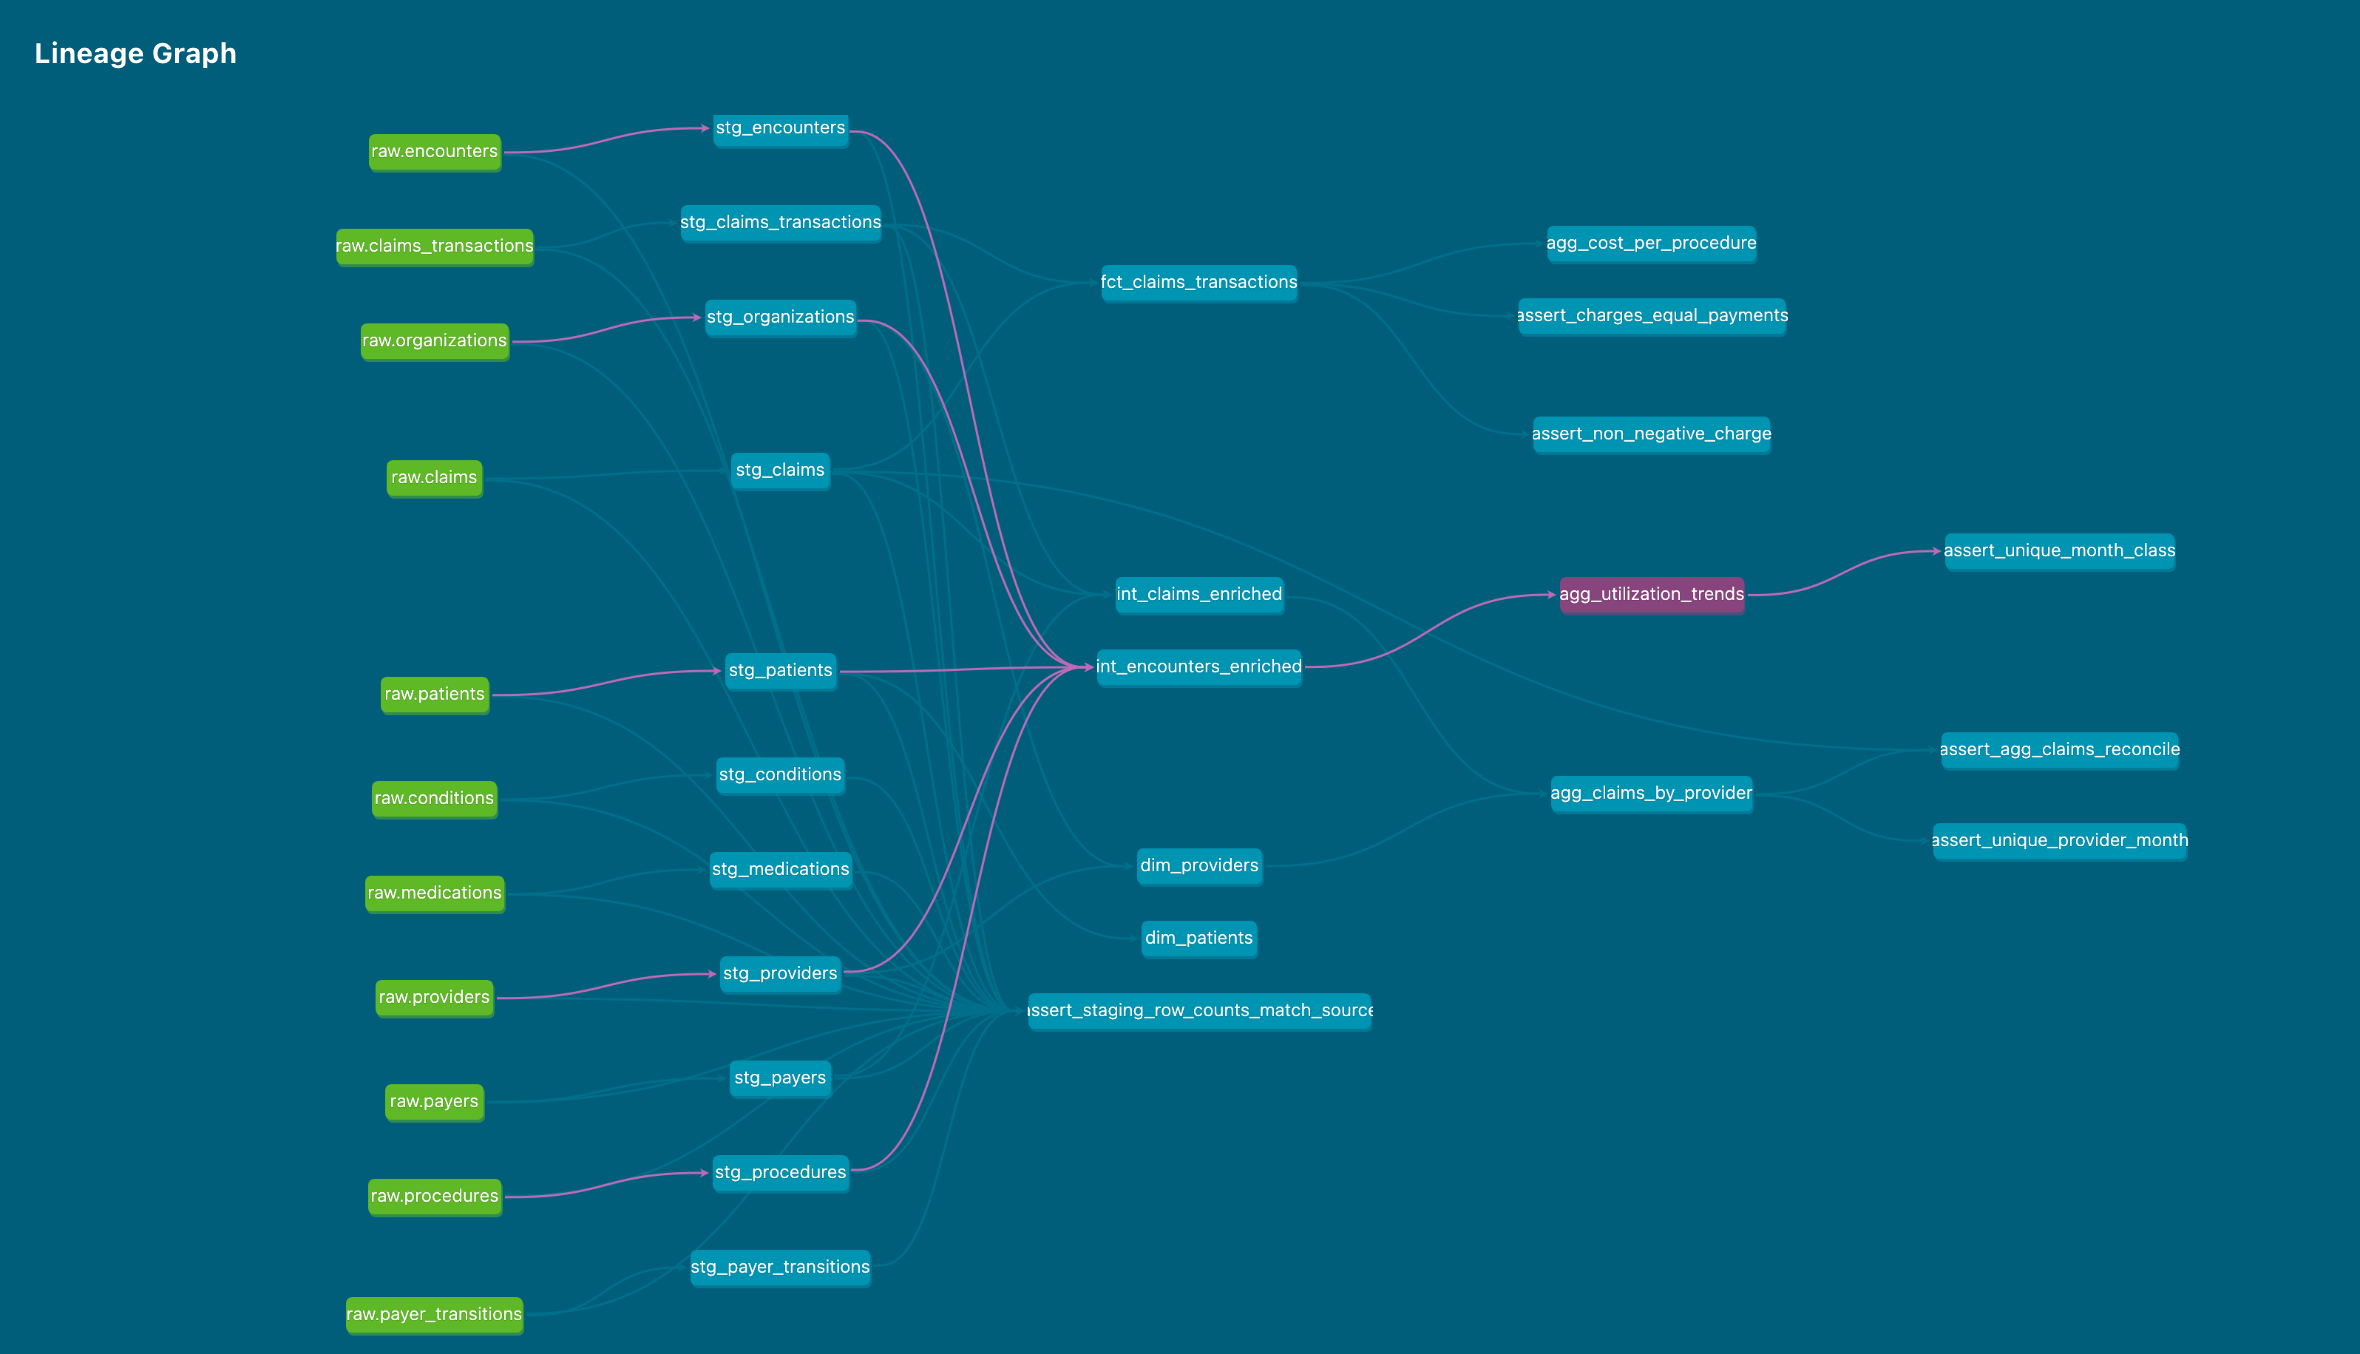 Lineage Graph
raw.encounters
raw.claims_transactions
raw.organizations
raw.claims
raw.patients
raw.conditions
raw.medications
raw.providers
raw.payers
raw.procedures
raw.payer_transitions
stg_encounters
stg_claims_transactions
stg_organizations
stg_claims
stg_patients
stg_conditions
stg_medications
stg_providers
stg_payers
stg_procedures
stg_payer_transitions
fct_claims_transactions
int_claims_enriched
int_encounters_enriched
dim_providers
dim_patients
assert_staging_row_counts_match_source
agg_cost_per_procedure
assert_charges_equal_payments
assert_non_negative_charge
agg_utilization_trends
agg_claims_by_provider
assert_unique_month_class
assert_agg_claims_reconcile
assert_unique_provider_month